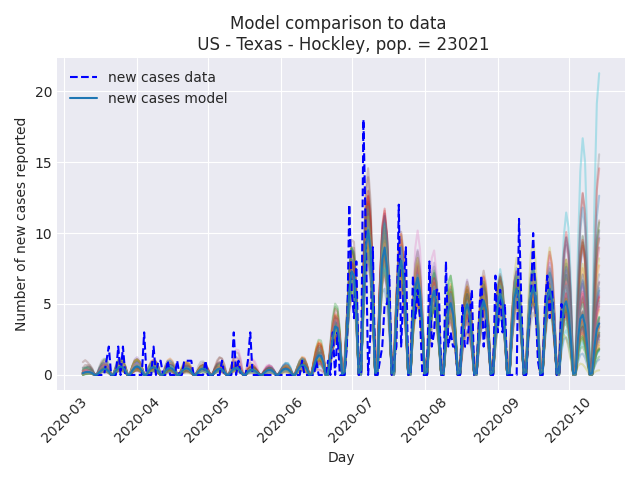 Model comparison to data
US - Texas - Hockley, pop. = 23021
new cases data
new cases model
Number of new cases reported
20
15
10
5
0
2020-03
2020-04
2020-05
2020-06
2020-07
2020-08
2020-09
2020-10
Day